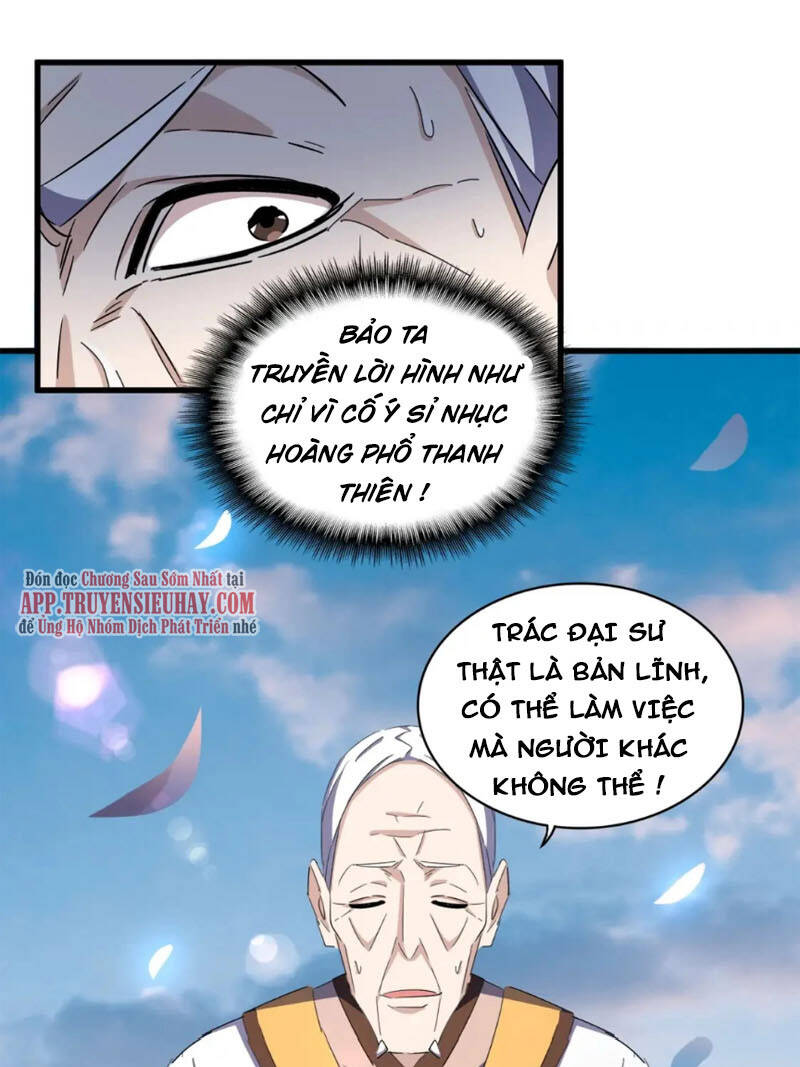 BẢO TA
TRUYỀN LỜI HÌNH NHƯ
CHỈ VÌ CỐ Ý SỈ NHỤC
HOÀNG PHỔ THANH
THIÊN !
Đón đọc Chương Sau Sớm Nhất tại
APP.TRUYENSIEUHAY.COM
để Ủng Hộ Nhóm Dịch Phát Triển nhé
TRÁC ĐẠI SƯ
THẬT LÀ BẢN LĨNH,
CÓ THỂ LÀM VIỆC
MÀ NGƯỜI KHÁC
KHÔNG THỂ !